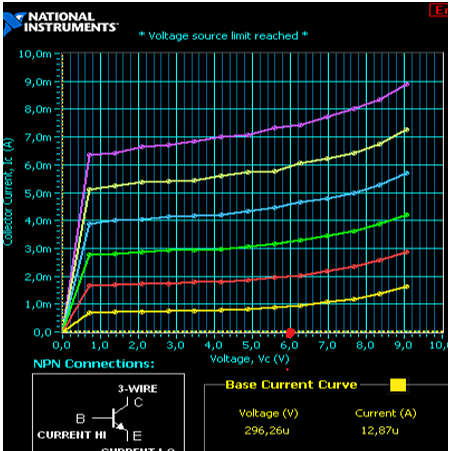 NATIONAL
INSTRUMENTS™
* Voltage source limit reached *
10,0m
9,0m
8,0m
7,0m
6,0m
5,0m
4,0m
3,0m
2,0m
1,0m
0,0
Collector Current, Ic (A)
0,0 1,0 2,0 3,0 4,0 5,0 6,0 7,0 8,0 9,0 10,
Voltage, Vc (V)
NPN Connections:
3-WIRE
C
B
E
CURRENT HI
Base Current Curve
Voltage (V) Current (A)
296,26u 12,87u